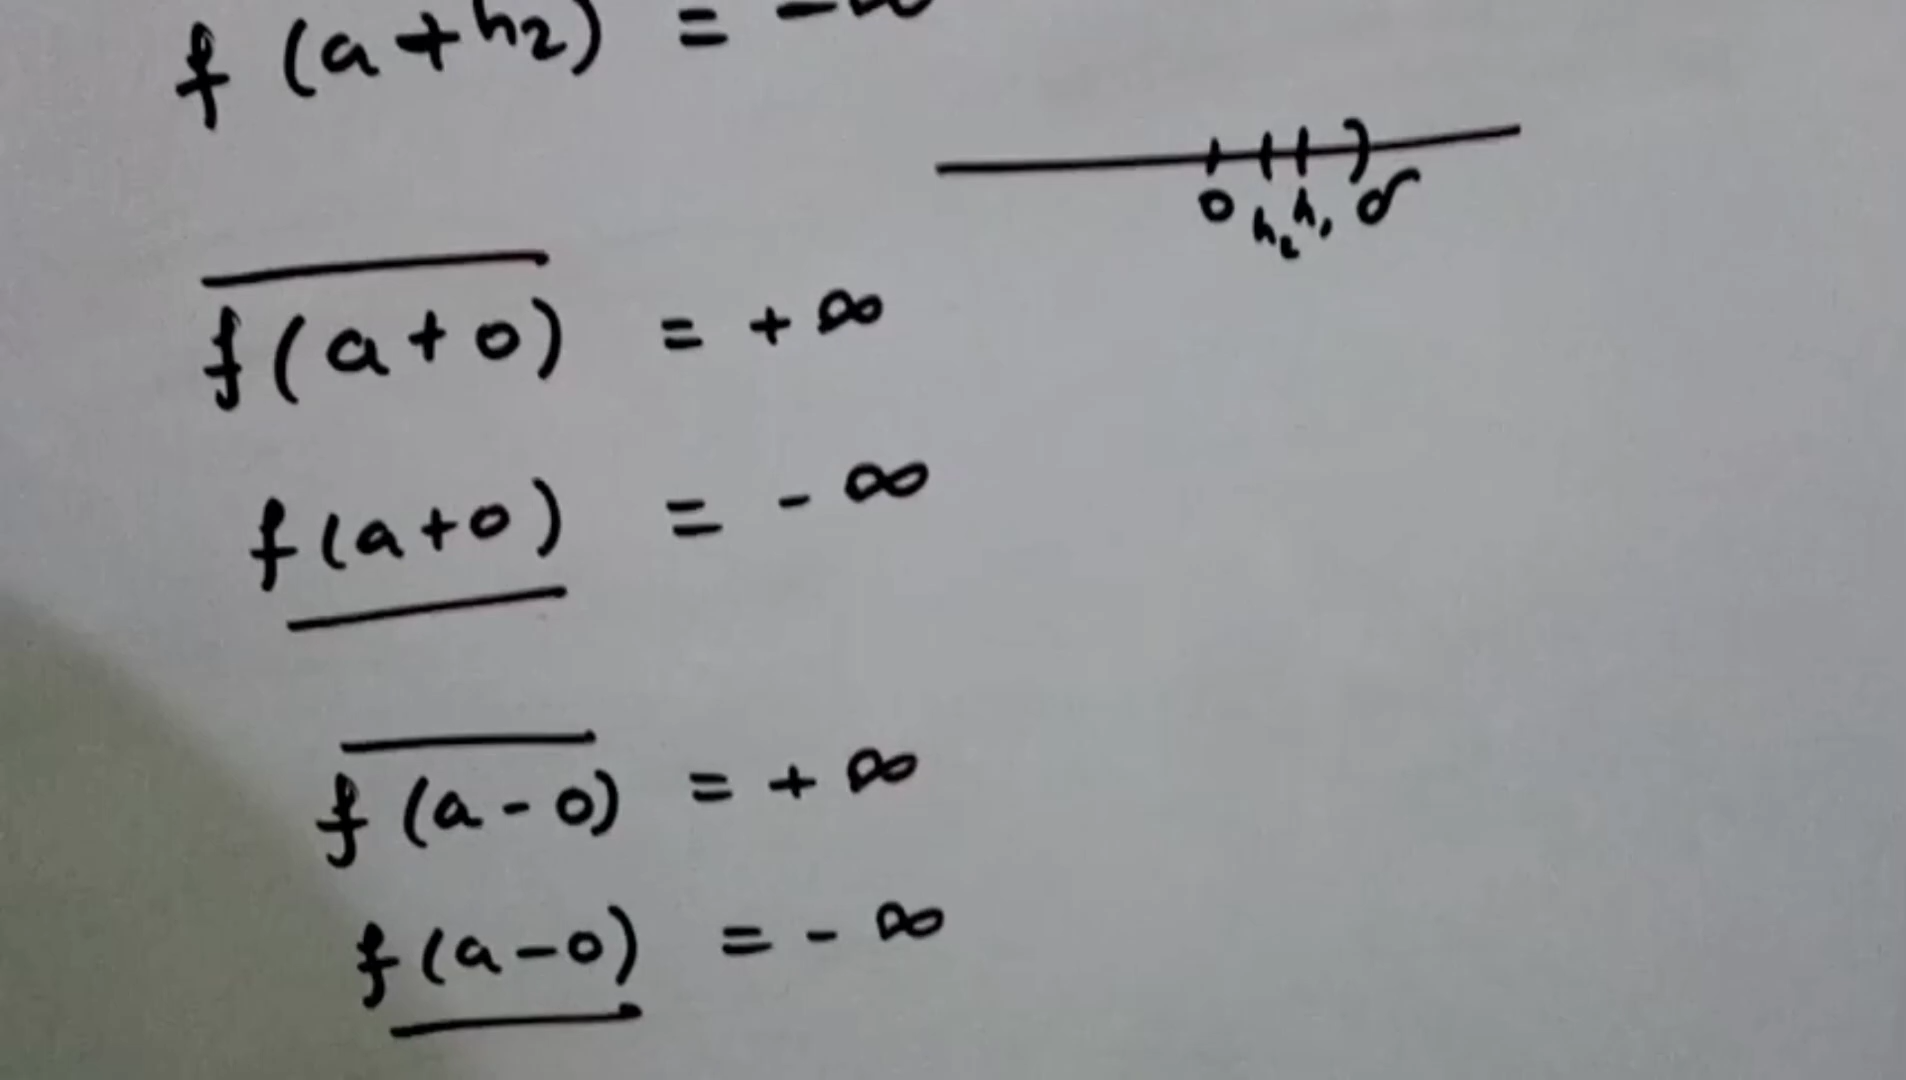 f (a+h₂) = -∞
0 h₂ h₁ δ
f̅(̅a̅+̅0̅)̅ = +∞
f̲(̲a̲+̲0̲)̲ = -∞
f̅(̅a̅-̅0̅)̅ = +∞
f̲(̲a̲-̲0̲)̲ = -∞